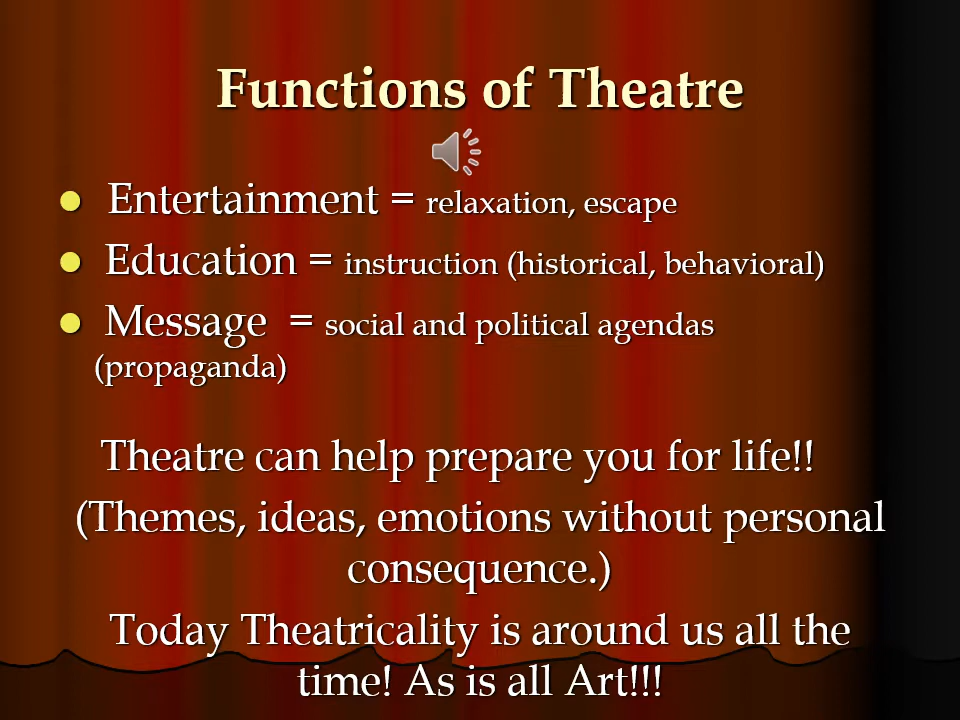 Functions of Theatre
Entertainment = relaxation, escape
Education = instruction (historical, behavioral)
Message = social and political agendas
(propaganda)
Theatre can help prepare you for life!!
(Themes, ideas, emotions without personal
consequence.)
Today Theatricality is around us all the
time! As is all Art!!!